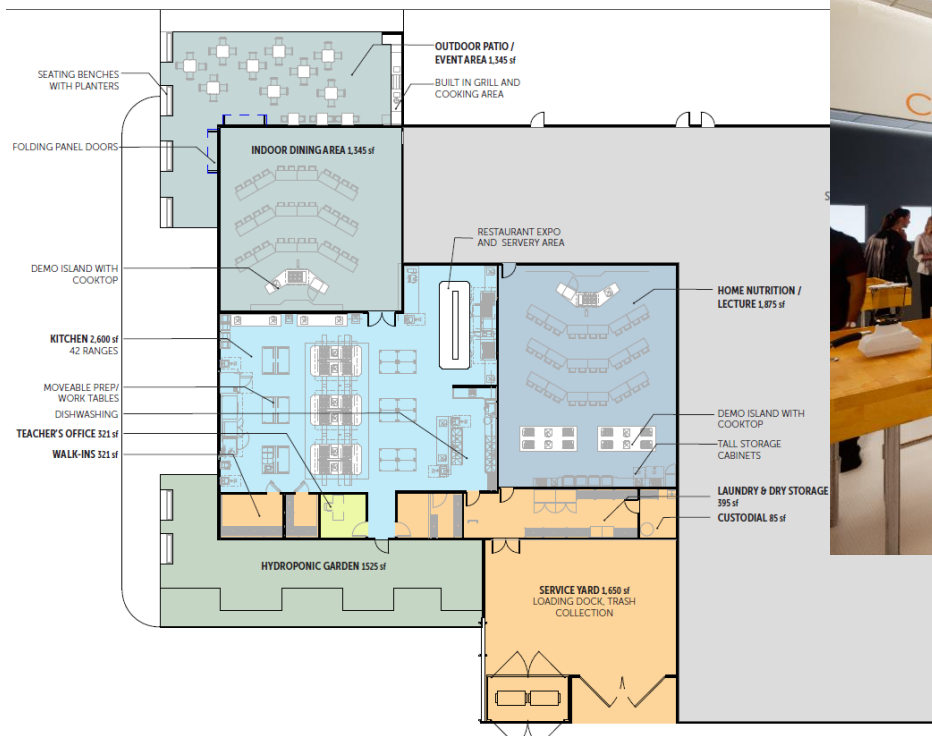 OUTDOOR PATIO /
EVENT AREA 1,345 sf
SEATING BENCHES
WITH PLANTERS
BUILT IN GRILL AND
COOKING AREA
FOLDING PANEL DOORS
INDOOR DINING AREA 1,345 sf
RESTAURANT EXPO
AND SERVERY AREA
DEMO ISLAND WITH
COOKTOP
HOME NUTRITION /
LECTURE 1,875 sf
KITCHEN 2,600 sf
42 RANGES
MOVEABLE PREP/
WORK TABLES
DISHWASHING
TEACHER'S OFFICE 321 sf
WALK-INS 321 sf
DEMO ISLAND WITH
COOKTOP
TALL STORAGE
CABINETS
LAUNDRY & DRY STORAGE
395 sf
CUSTODIAL 85 sf
HYDROPONIC GARDEN 1525 sf
SERVICE YARD 1,650 sf
LOADING DOCK, TRASH
COLLECTION